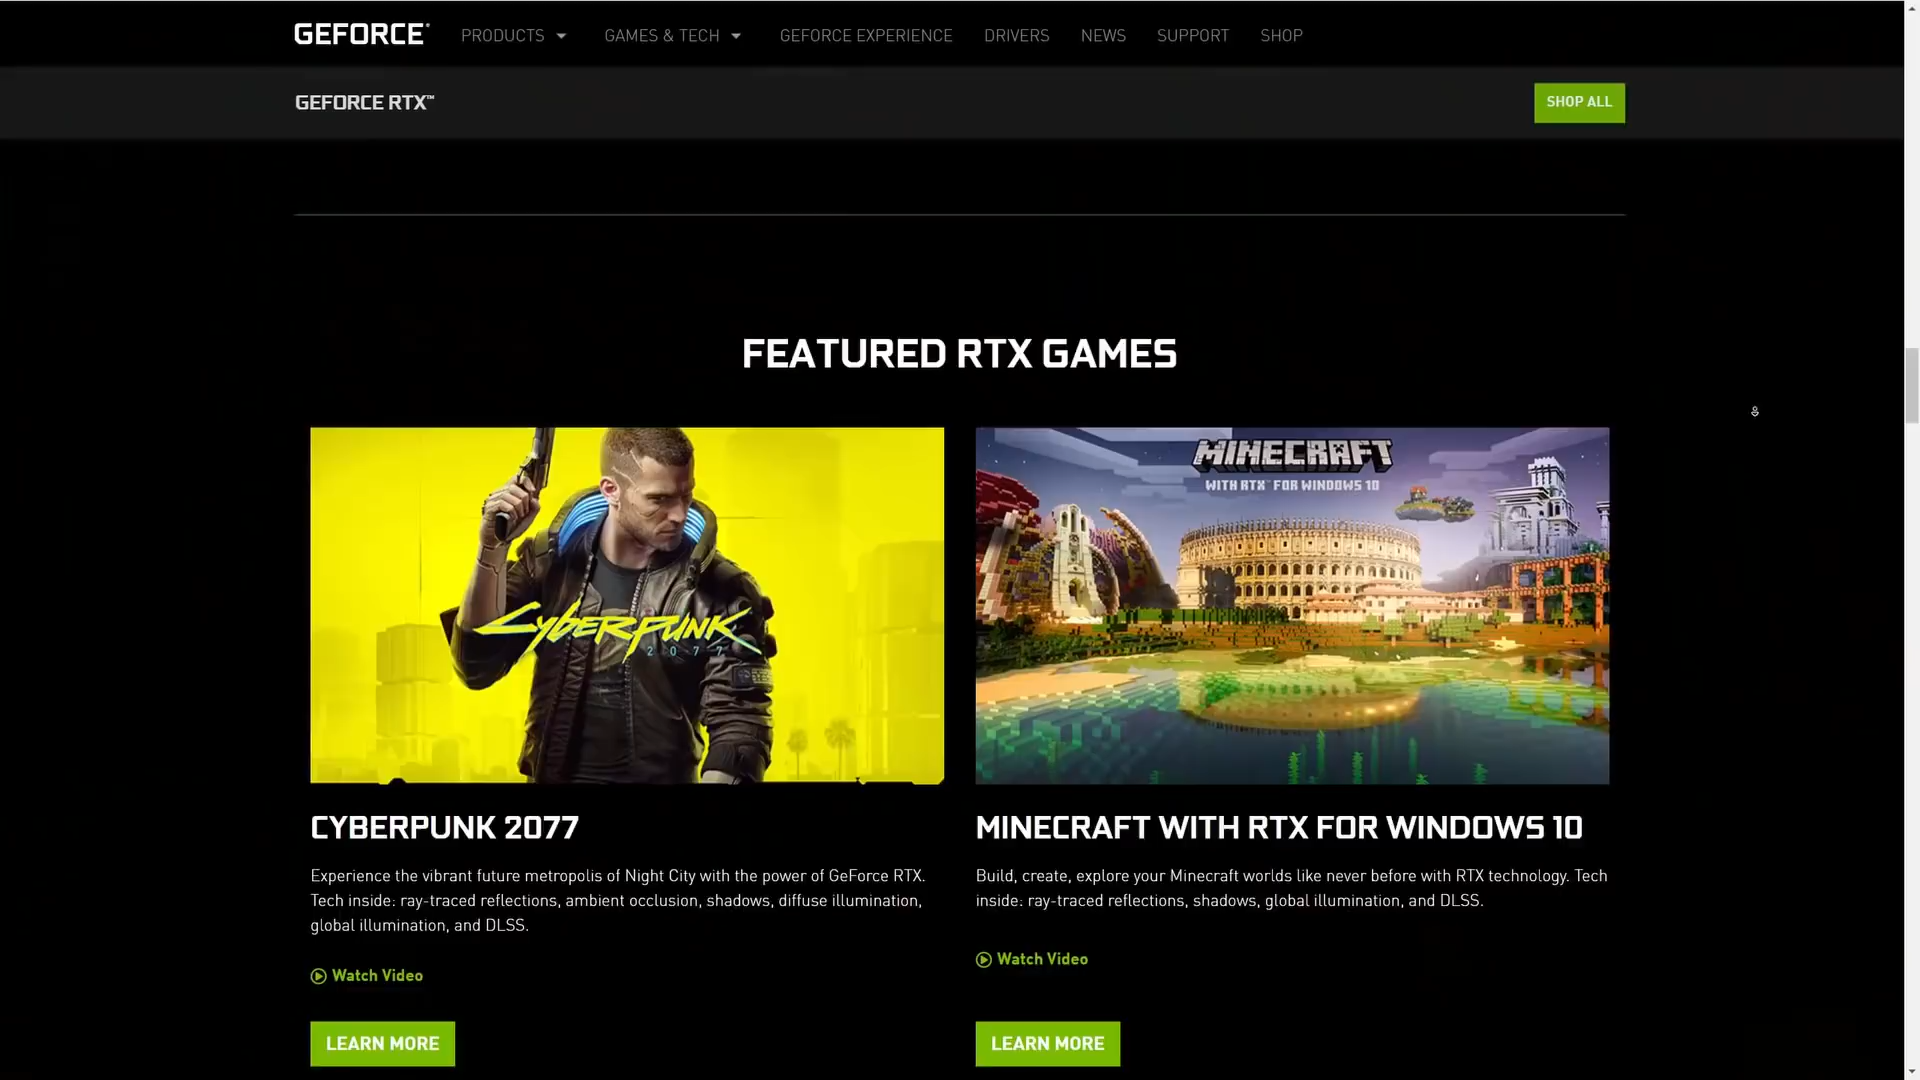 GEFORCE
PRODUCTS GAMES & TECH GEFORCE EXPERIENCE DRIVERS NEWS SUPPORT SHOP
GEFORCE RTX™
SHOP ALL
FEATURED RTX GAMES
CYBERPUNK
2077
MINECRAFT
WITH RTX™ FOR WINDOWS 10
CYBERPUNK 2077
Experience the vibrant future metropolis of Night City with the power of GeForce RTX.
Tech inside: ray-traced reflections, ambient occlusion, shadows, diffuse illumination,
global illumination, and DLSS.
Watch Video
LEARN MORE
MINECRAFT WITH RTX FOR WINDOWS 10
Build, create, explore your Minecraft worlds like never before with RTX technology. Tech
inside: ray-traced reflections, shadows, global illumination, and DLSS.
Watch Video
LEARN MORE